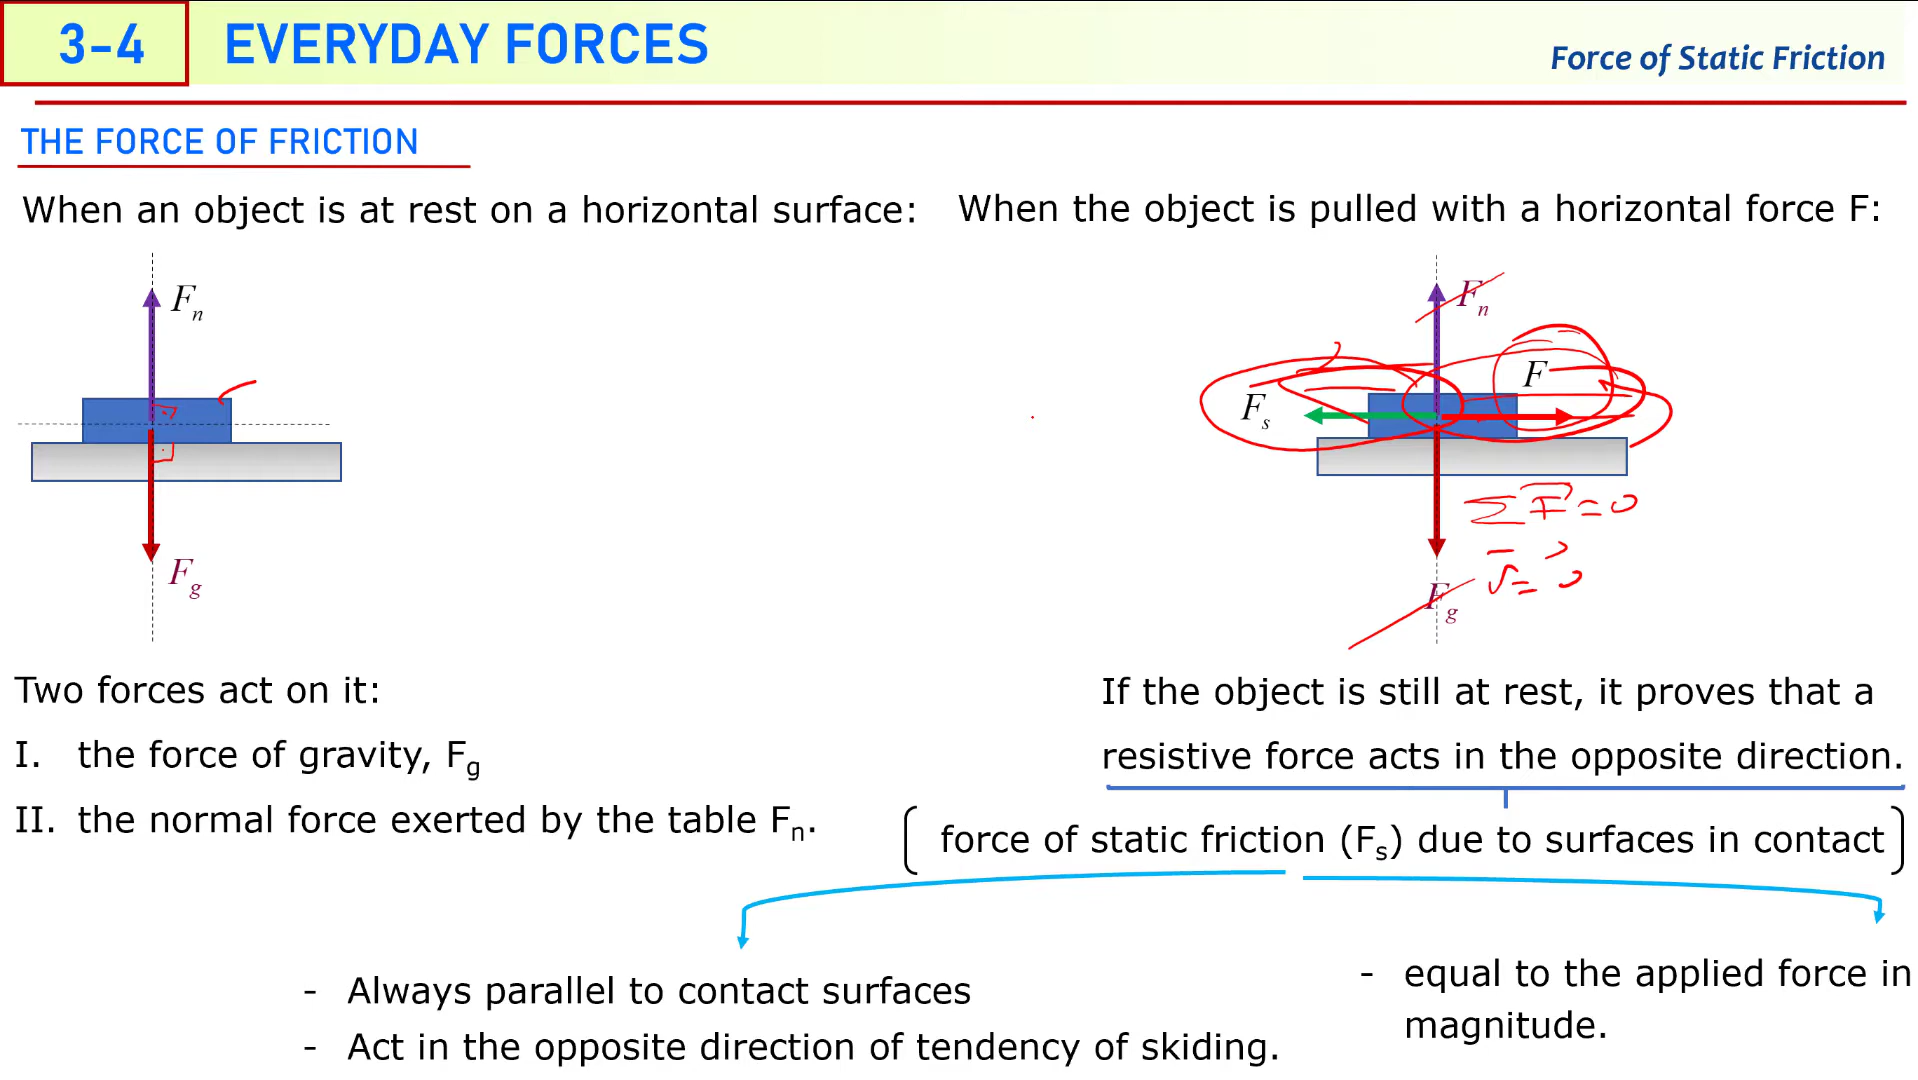 3-4 EVERYDAY FORCES
Force of Static Friction
THE FORCE OF FRICTION
When an object is at rest on a horizontal surface:
When the object is pulled with a horizontal force F:
Fn
Fg
Fn
F
Fs
ΣF⃗=0
Fg
Two forces act on it:
I. the force of gravity, Fg
II. the normal force exerted by the table Fn.
If the object is still at rest, it proves that a
resistive force acts in the opposite direction.
force of static friction (Fs) due to surfaces in contact
- Always parallel to contact surfaces
- Act in the opposite direction of tendency of skiding.
- equal to the applied force in
magnitude.